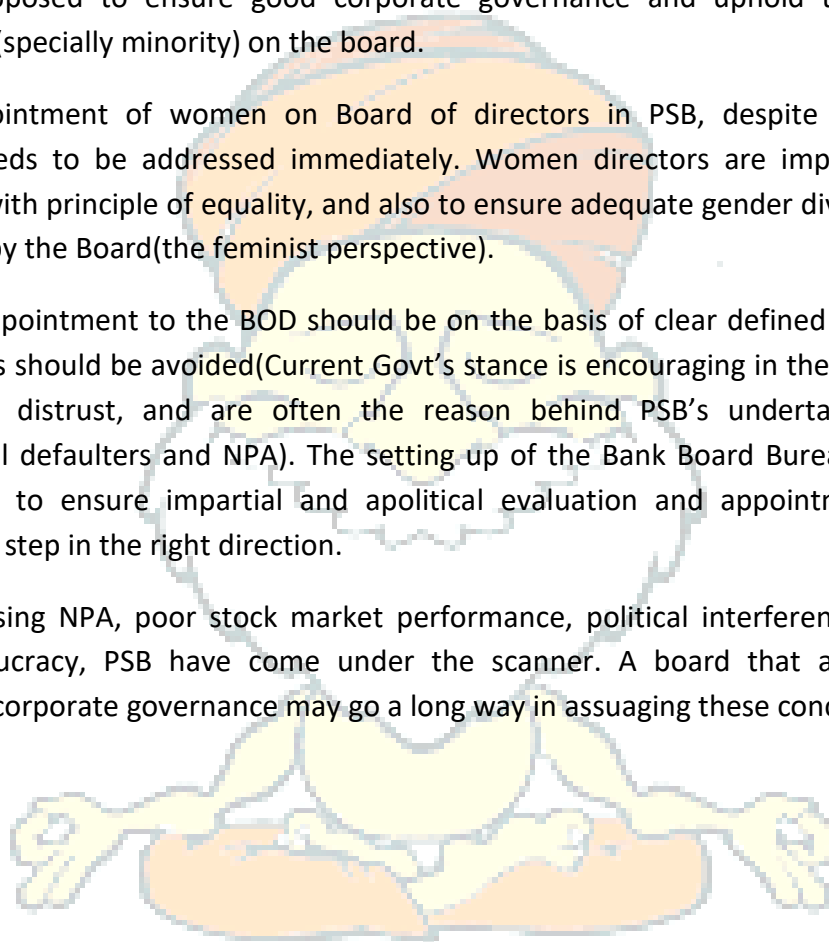 posed to ensure good corporate governance and uphold t
(specially minority) on the board.
ointment of women on Board of directors in PSB, despite
eds to be addressed immediately. Women directors are imp
with principle of equality, and also to ensure adequate gender div
by the Board(the feminist perspective).
pointment to the BOD should be on the basis of clear defined
s should be avoided(Current Govt's stance is encouraging in the
distrust, and are often the reason behind PSB's underta
l defaulters and NPA). The setting up of the Bank Board Burea
to ensure impartial and apolitical evaluation and appointr
step in the right direction.
sing NPA, poor stock market performance, political interferen
ucracy, PSB have come under the scanner. A board that a
corporate governance may go a long way in assuaging these conc